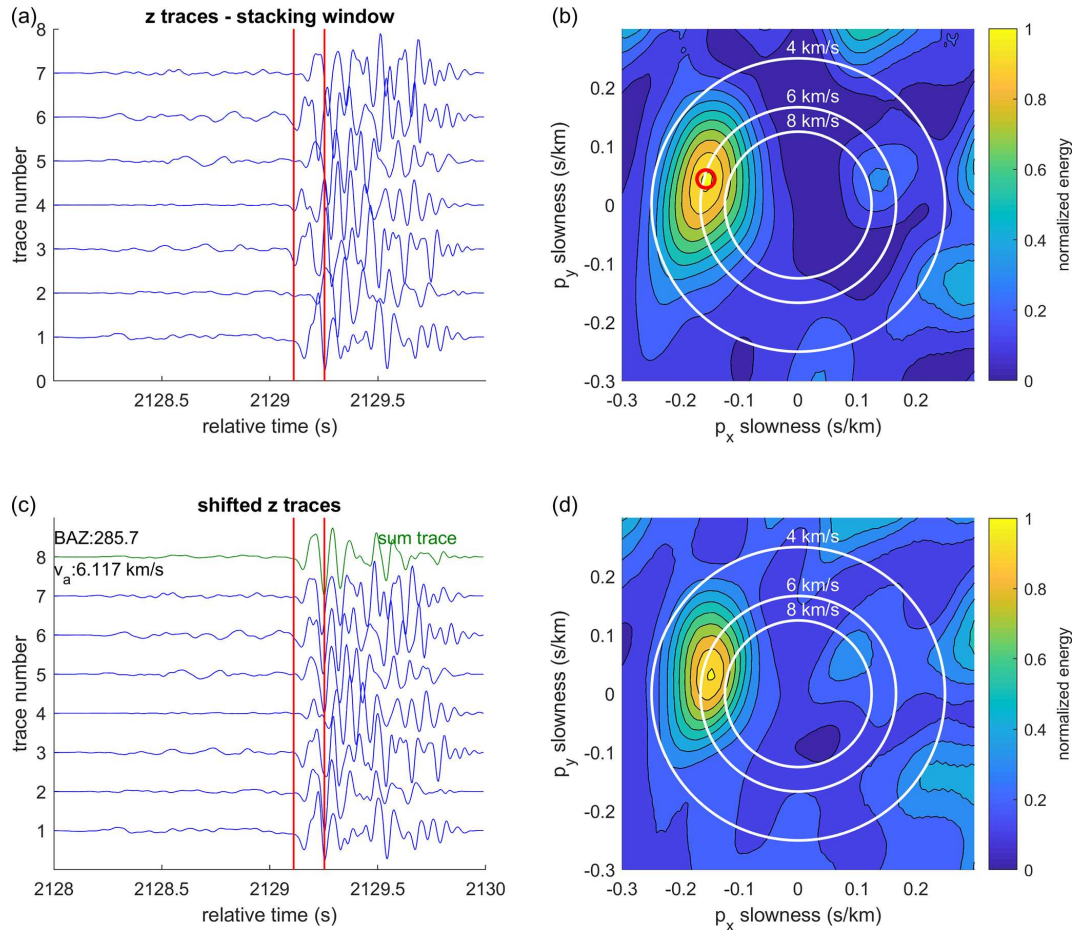 (a)
z traces - stacking window
8
7
6
5
4
3
2
1
0
trace number
2128.5
2129
2129.5
relative time (s)
(b)
4 km/s
6 km/s
8 km/s
0.2
0.1
0
-0.1
-0.2
-0.3
p_y slowness (s/km)
-0.3
-0.2
-0.1
0
0.1
0.2
p_x slowness (s/km)
1
0.8
0.6
0.4
0.2
0
normalized energy
(c)
shifted z traces
BAZ:285.7
sum trace
v_a:6.117 km/s
8
7
6
5
4
3
2
1
trace number
2128
2128.5
2129
2129.5
2130
relative time (s)
(d)
4 km/s
6 km/s
8 km/s
0.2
0.1
0
-0.1
-0.2
-0.3
p_y slowness (s/km)
-0.3
-0.2
-0.1
0
0.1
0.2
p_x slowness (s/km)
1
0.8
0.6
0.4
0.2
0
normalized energy